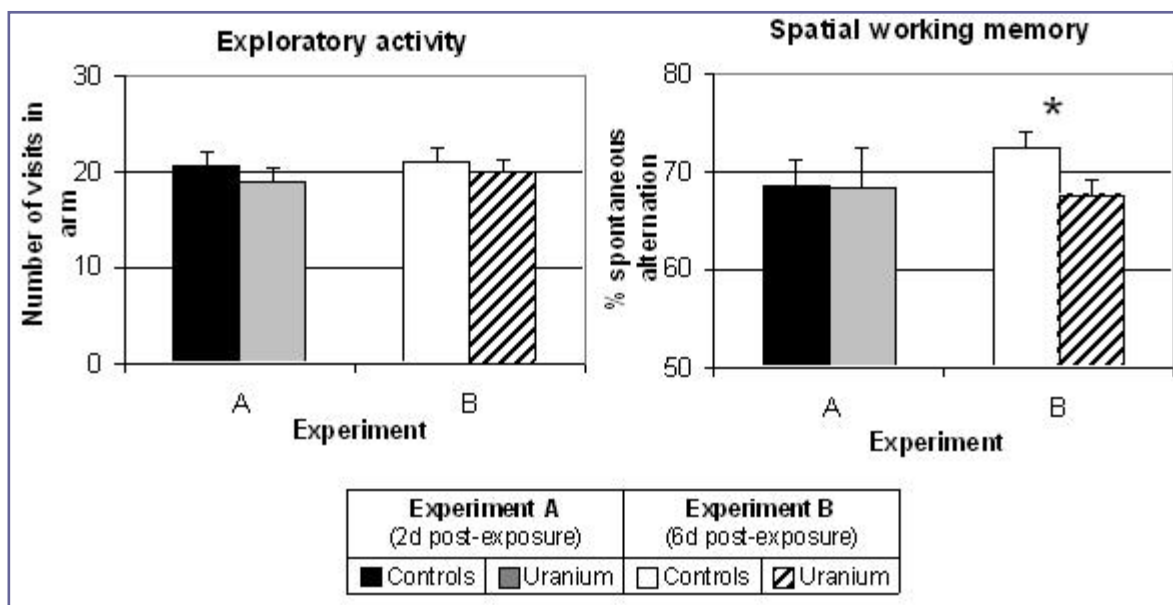 Exploratory activity
Number of visits in
arm
30
20
10
0
A
B
Experiment
Spatial working memory
% spontaneous
alternation
80
70
60
50
*
A
B
Experiment
Experiment A
(2d post-exposure)
Experiment B
(6d post-exposure)
Controls
Uranium
Controls
Uranium